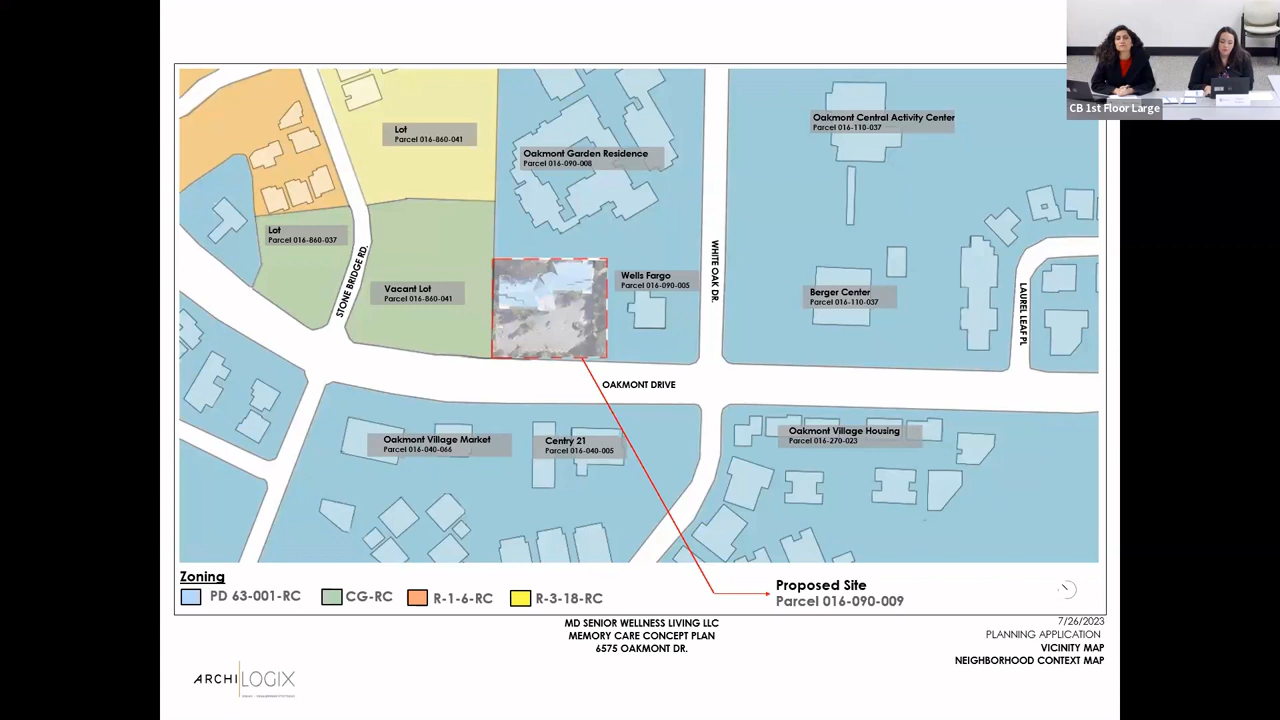 CB 1st Floor Large
Lot
Parcel 016-860-041
Oakmont Garden Residence
Parcel 016-090-008
Oakmont Central Activity Center
Parcel 016-110-037
Lot
Parcel 016-860-037
STONE BRIDGE RD.
Vacant Lot
Parcel 016-860-041
Wells Fargo
Parcel 016-090-005
WHITE OAK DR.
Berger Center
Parcel 016-110-037
LAUREL LEAF PL
OAKMONT DRIVE
Oakmont Village Market
Parcel 016-040-066
Centry 21
Parcel 016-040-005
Oakmont Village Housing
Parcel 016-270-023
Zoning
PD 63-001-RC
CG-RC
R-1-6-RC
R-3-18-RC
Proposed Site
Parcel 016-090-009
MD SENIOR WELLNESS LIVING LLC
MEMORY CARE CONCEPT PLAN
6575 OAKMONT DR.
7/26/2023
PLANNING APPLICATION
VICINITY MAP
NEIGHBORHOOD CONTEXT MAP
ARCHILOGIX